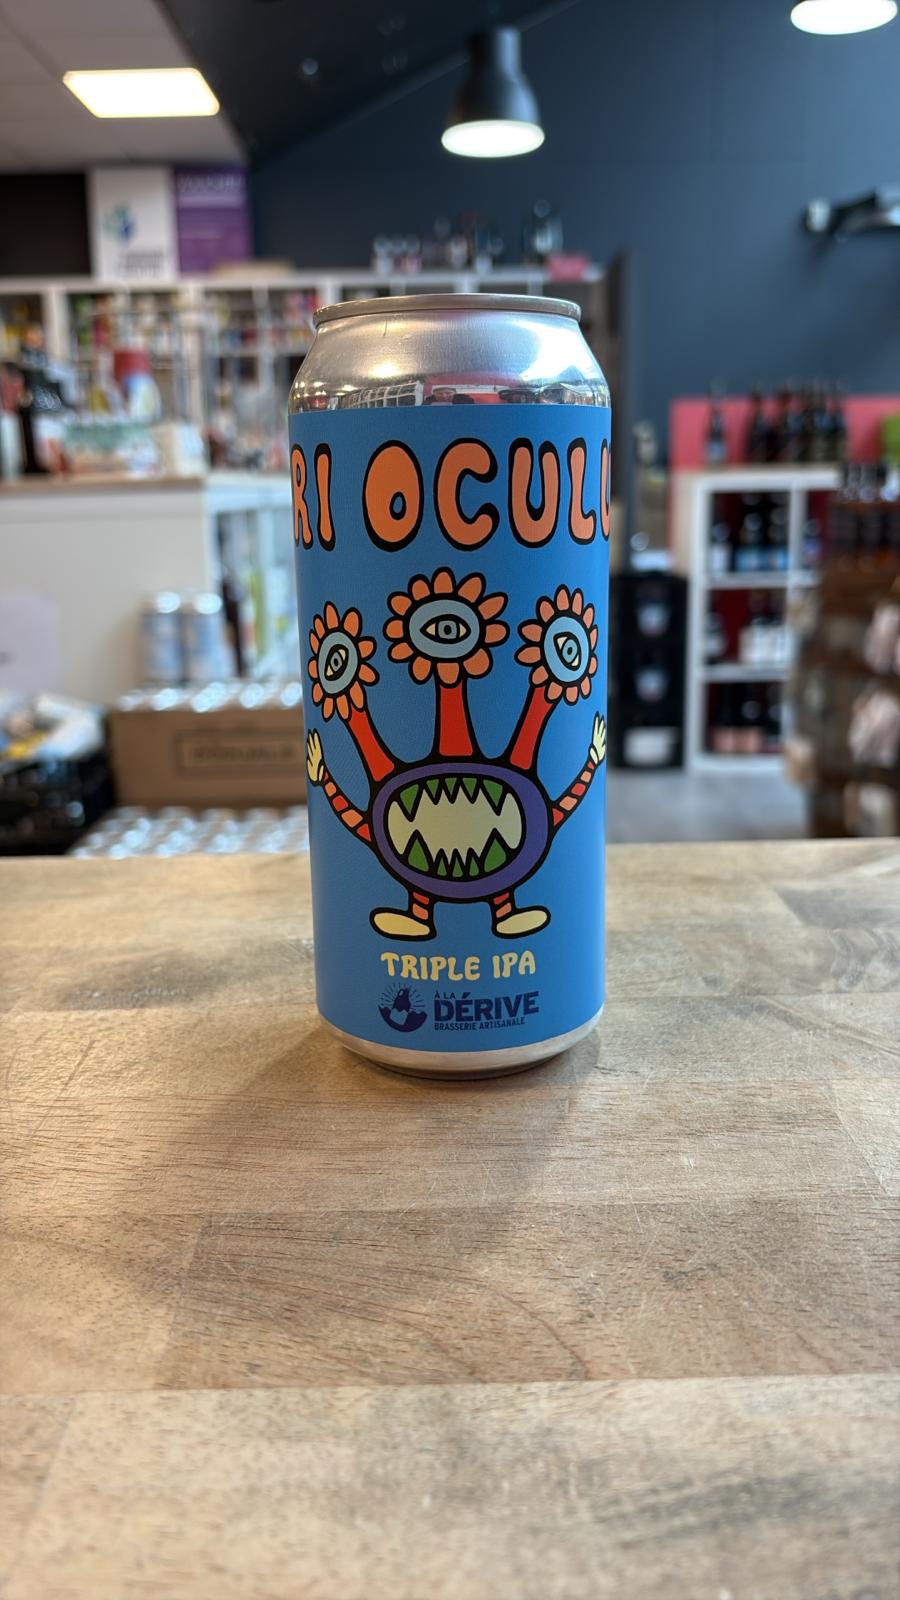 RI OCULU
TRIPLE IPA
À LA
DÉRIVE
BRASSERIE ARTISANALE